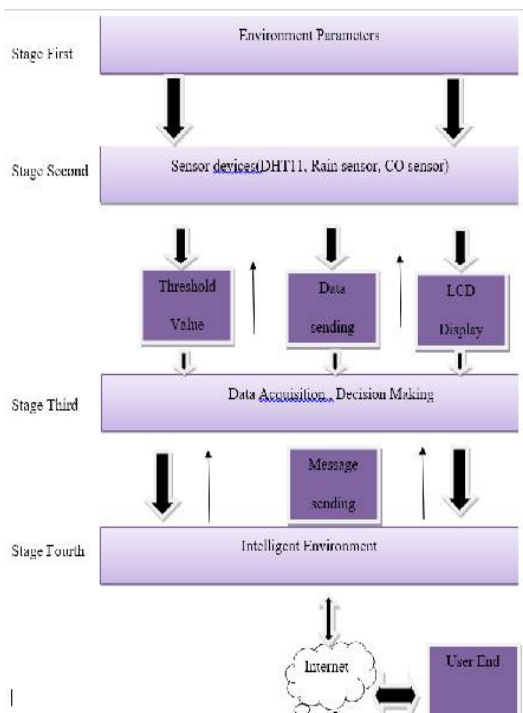 Environment Parameters
Stage First
Sensor devices(DHT11, Rain sensor, CO sensor)
Stage Second
Threshold
Value
Data
sending
LCD
Display
Data Acquisition , Decision Making
Stage Third
Message
sending
Intelligent Environment
Stage Fourth
Internet
User End